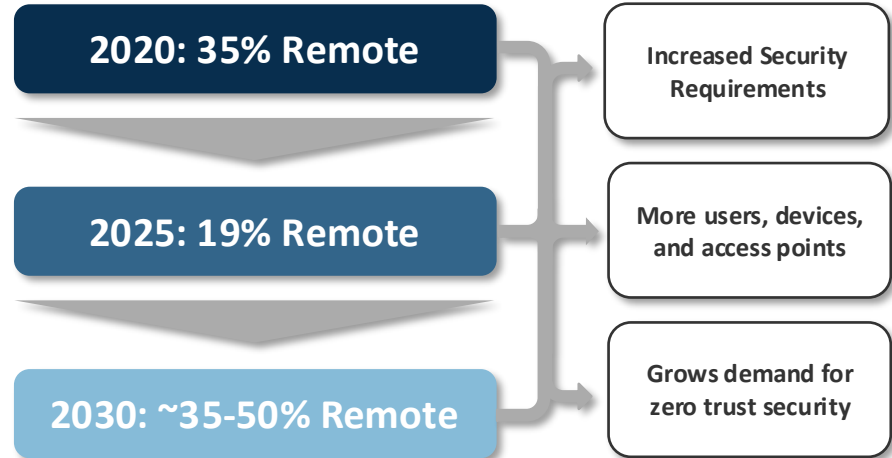 2020: 35% Remote
2025: 19% Remote
2030: ~35-50% Remote
Increased Security
Requirements
More users, devices,
and access points
Grows demand for
zero trust security